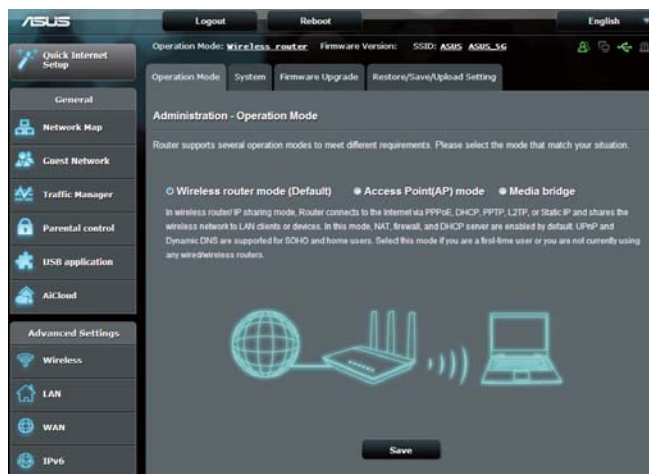 ASUS
Logout
Reboot
English
Quick Internet
Setup
Operation Mode: Wireless router Firmware Version: SSID: ASUS ASUS_5G
Operation Mode
System
Firmware Upgrade
Restore/Save/Upload Setting
General
Network Map
Guest Network
Traffic Manager
Parental control
USB application
AiCloud
Advanced Settings
Wireless
LAN
WAN
IPv6
Administration - Operation Mode
Router supports several operation modes to meet different requirements. Please select the mode that match your situation.
Wireless router mode (Default)
Access Point(AP) mode
Media bridge
In wireless router/ IP sharing mode, Router connects to the Internet via PPPoE, DHCP, PPTP, L2TP, or Static IP and shares the
wireless network to LAN clients or devices. In this mode, NAT, firewall, and DHCP server are enabled by default. UPnP and
Dynamic DNS are supported for SOHO and home users. Select this mode if you are a first-time user or you are not currently using
any wired/wireless routers.
Save